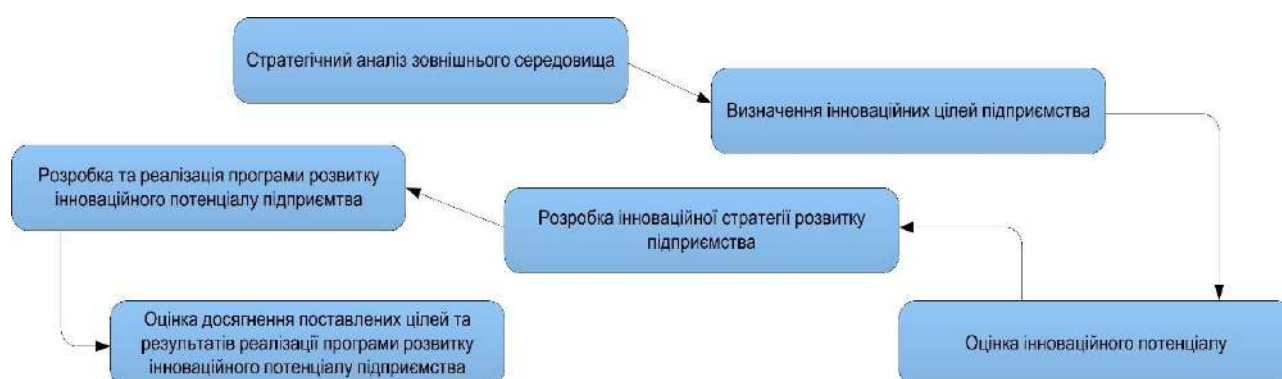 Стратегічний аналіз зовнішнього середовища
Визначення інноваційних цілей підприємства
Оцінка інноваційного потенціалу
Розробка інноваційної стратегії розвитку
підприємства
Розробка та реалізація програми розвитку
інноваційного потенціалу підприємтва
Оцінка досягнення поставлених цілей та
результатів реалізації програми розвитку
інноваційного потенціалу підприємства